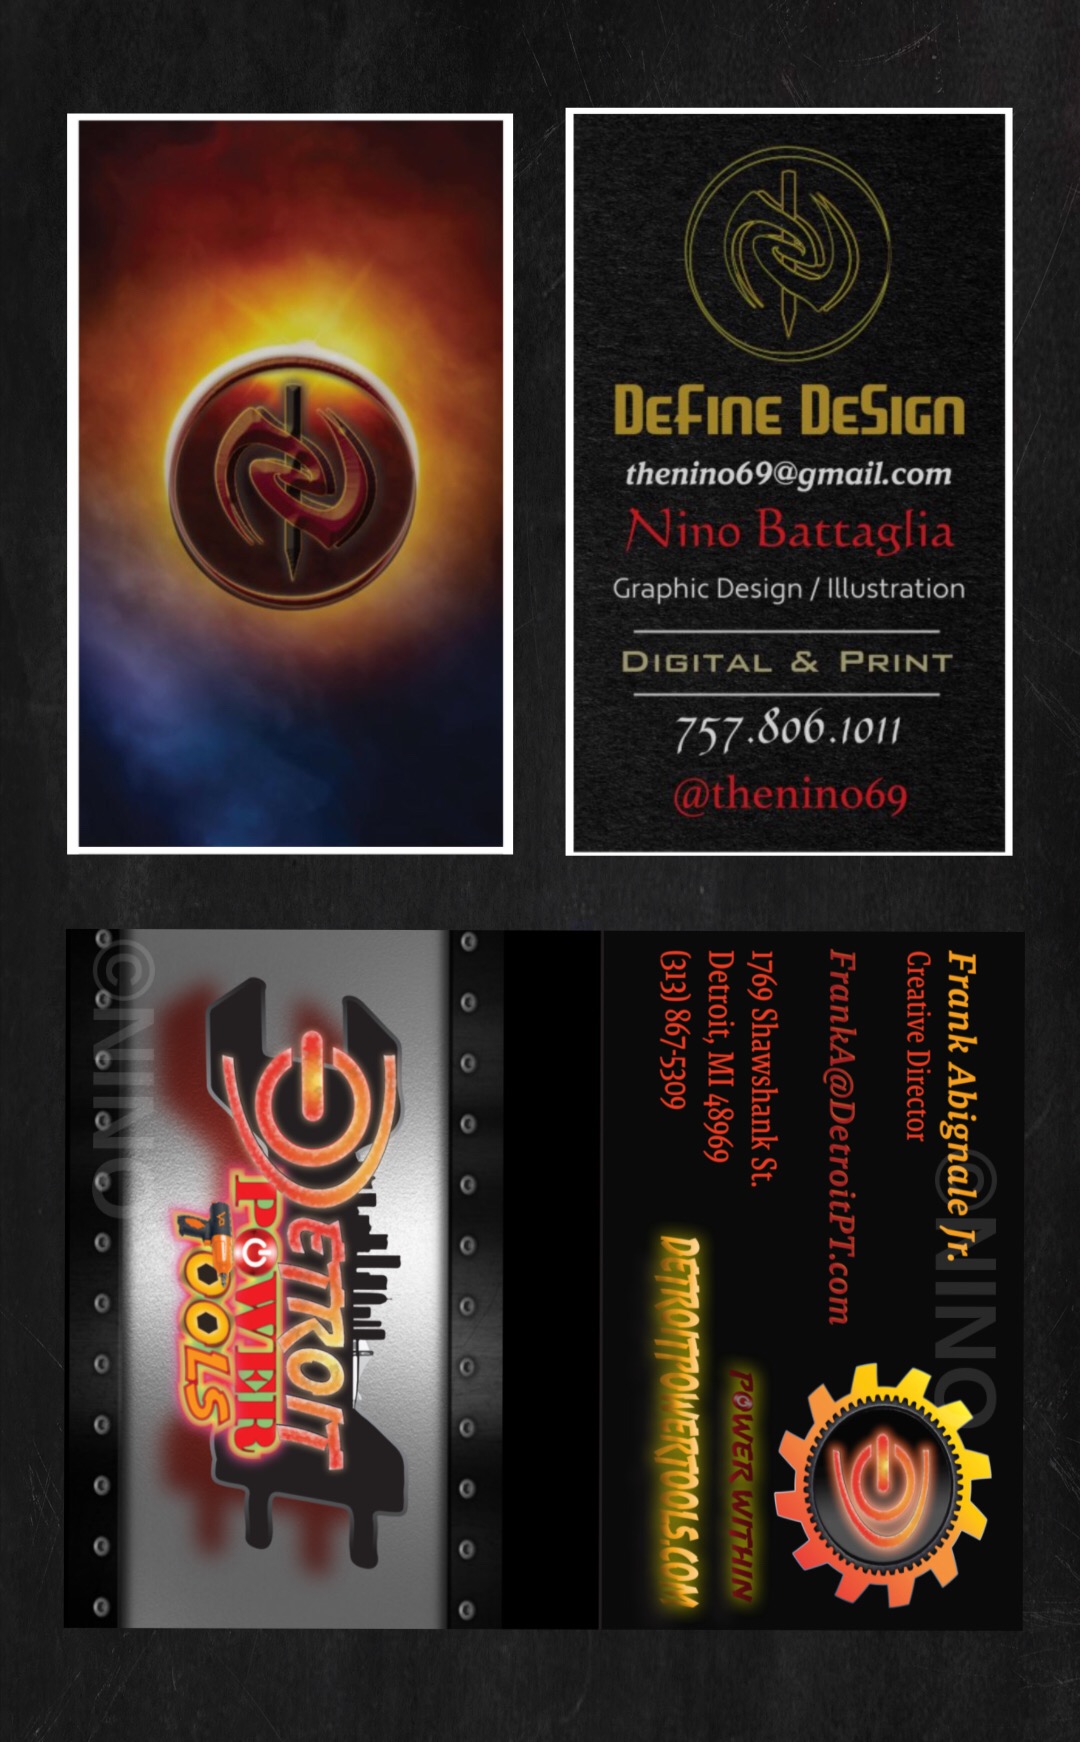 DeFine DeSign
thenino69@gmail.com
Nino Battaglia
Graphic Design / Illustration
DIGITAL & PRINT
757.806.1011
@thenino69
©NINO
DETROIT
POWER
TOOLS
Frank Abignale Jr.
Creative Director
FrankA@DetroitPT.com
1769 Shawshank St.
Detroit, MI 48969
(313) 867-5309
POWER WITHIN
DETROITPOWERTOOLS.COM
©NINO